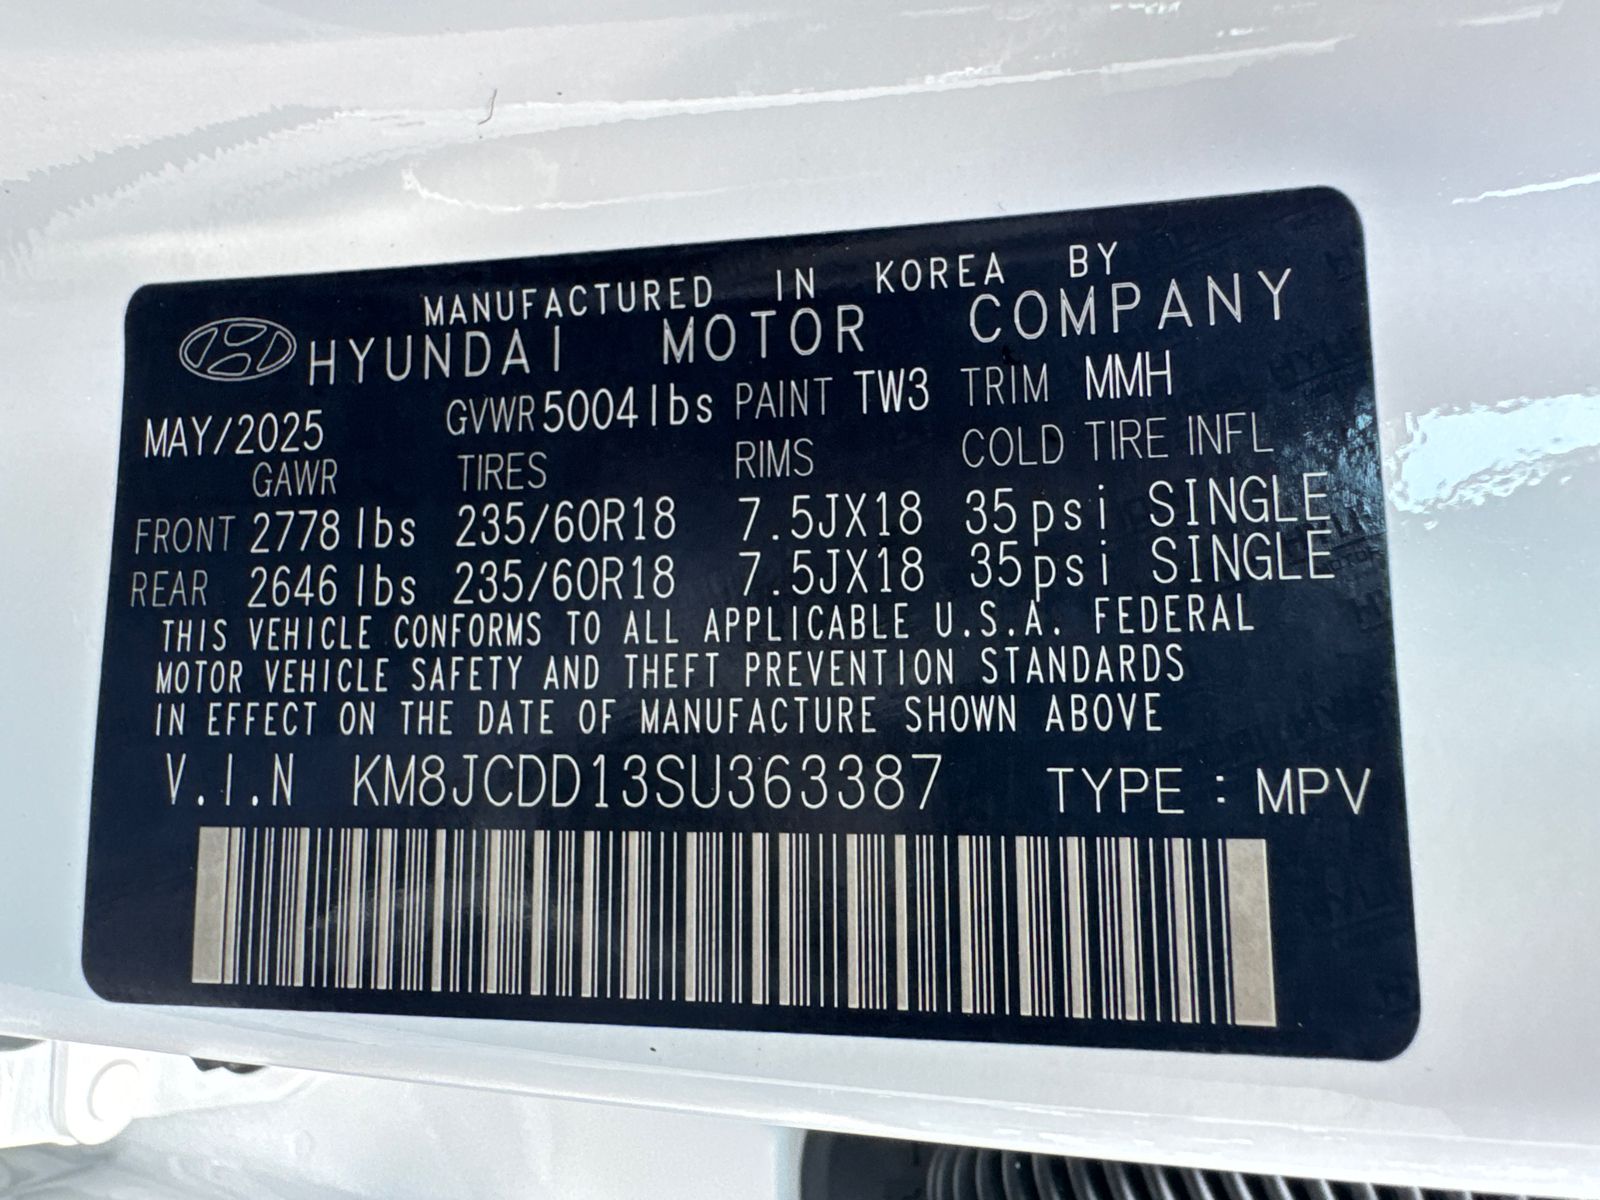 MANUFACTURED IN KOREA BY
HYUNDAI MOTOR COMPANY
MAY/2025 GVWR 5004lbs PAINT TW3 TRIM MMH
GAWR TIRES RIMS COLD TIRE INFL
FRONT 2778 lbs 235/60R18 7.5JX18 35psi SINGLE
REAR 2646 lbs 235/60R18 7.5JX18 35psi SINGLE
THIS VEHICLE CONFORMS TO ALL APPLICABLE U.S.A. FEDERAL
MOTOR VEHICLE SAFETY AND THEFT PREVENTION STANDARDS
IN EFFECT ON THE DATE OF MANUFACTURE SHOWN ABOVE
V.I.N KM8JCDD13SU363387 TYPE : MPV